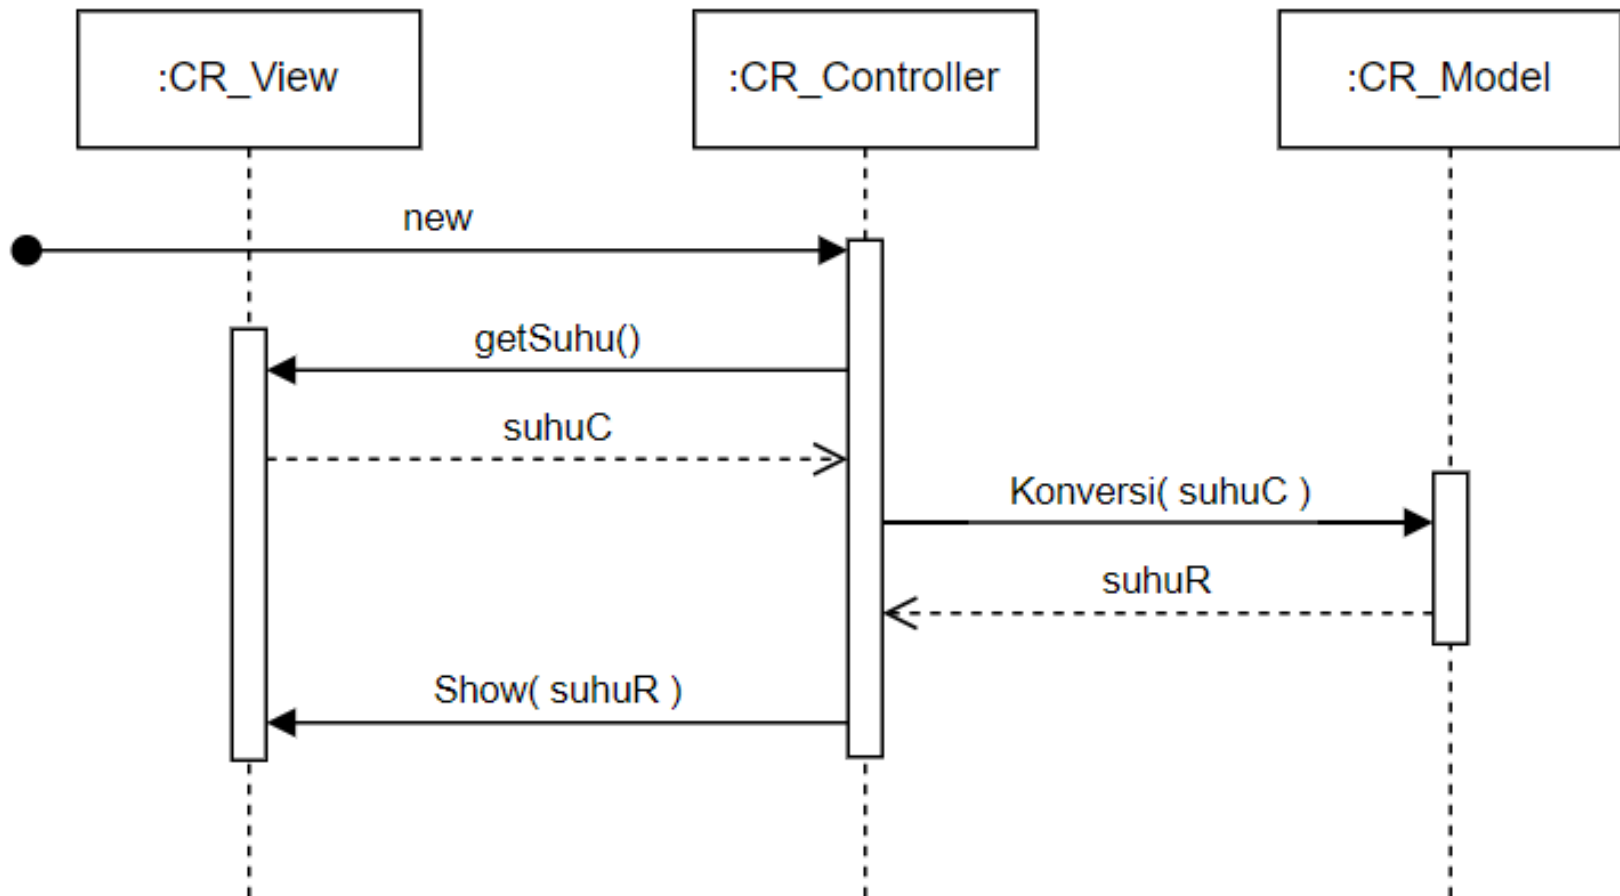 :CR_View
:CR_Controller
:CR_Model
new
getSuhu()
suhuC
Konversi( suhuC )
suhuR
Show( suhuR )